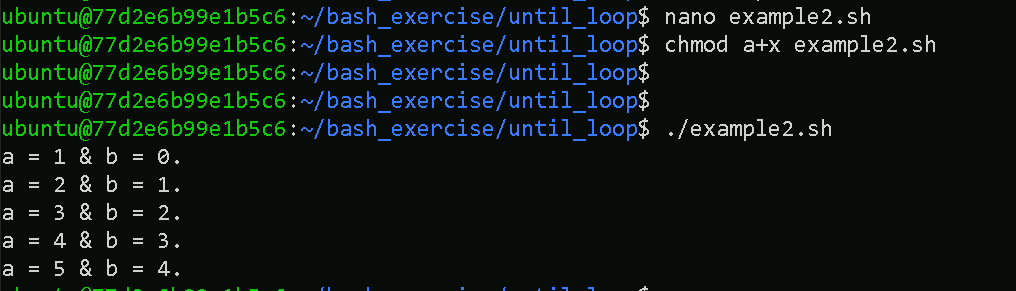 ubuntu@77d2e6b99e1b5c6:~/bash_exercise/until_loop$ nano example2.sh
ubuntu@77d2e6b99e1b5c6:~/bash_exercise/until_loop$ chmod a+x example2.sh
ubuntu@77d2e6b99e1b5c6:~/bash_exercise/until_loop$
ubuntu@77d2e6b99e1b5c6:~/bash_exercise/until_loop$
ubuntu@77d2e6b99e1b5c6:~/bash_exercise/until_loop$ ./example2.sh
a = 1 & b = 0.
a = 2 & b = 1.
a = 3 & b = 2.
a = 4 & b = 3.
a = 5 & b = 4.